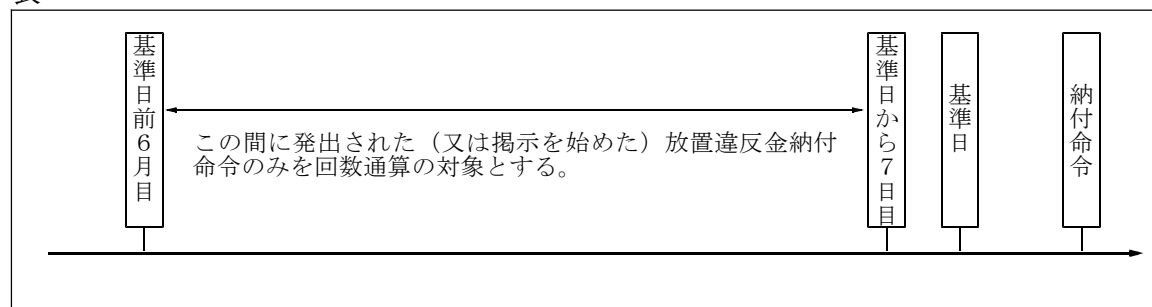 基準日前６月目
この間に発出された（又は掲示を始めた）放置違反金納付
命令のみを回数通算の対象とする。
基準日から７日目
基準日
納付命令